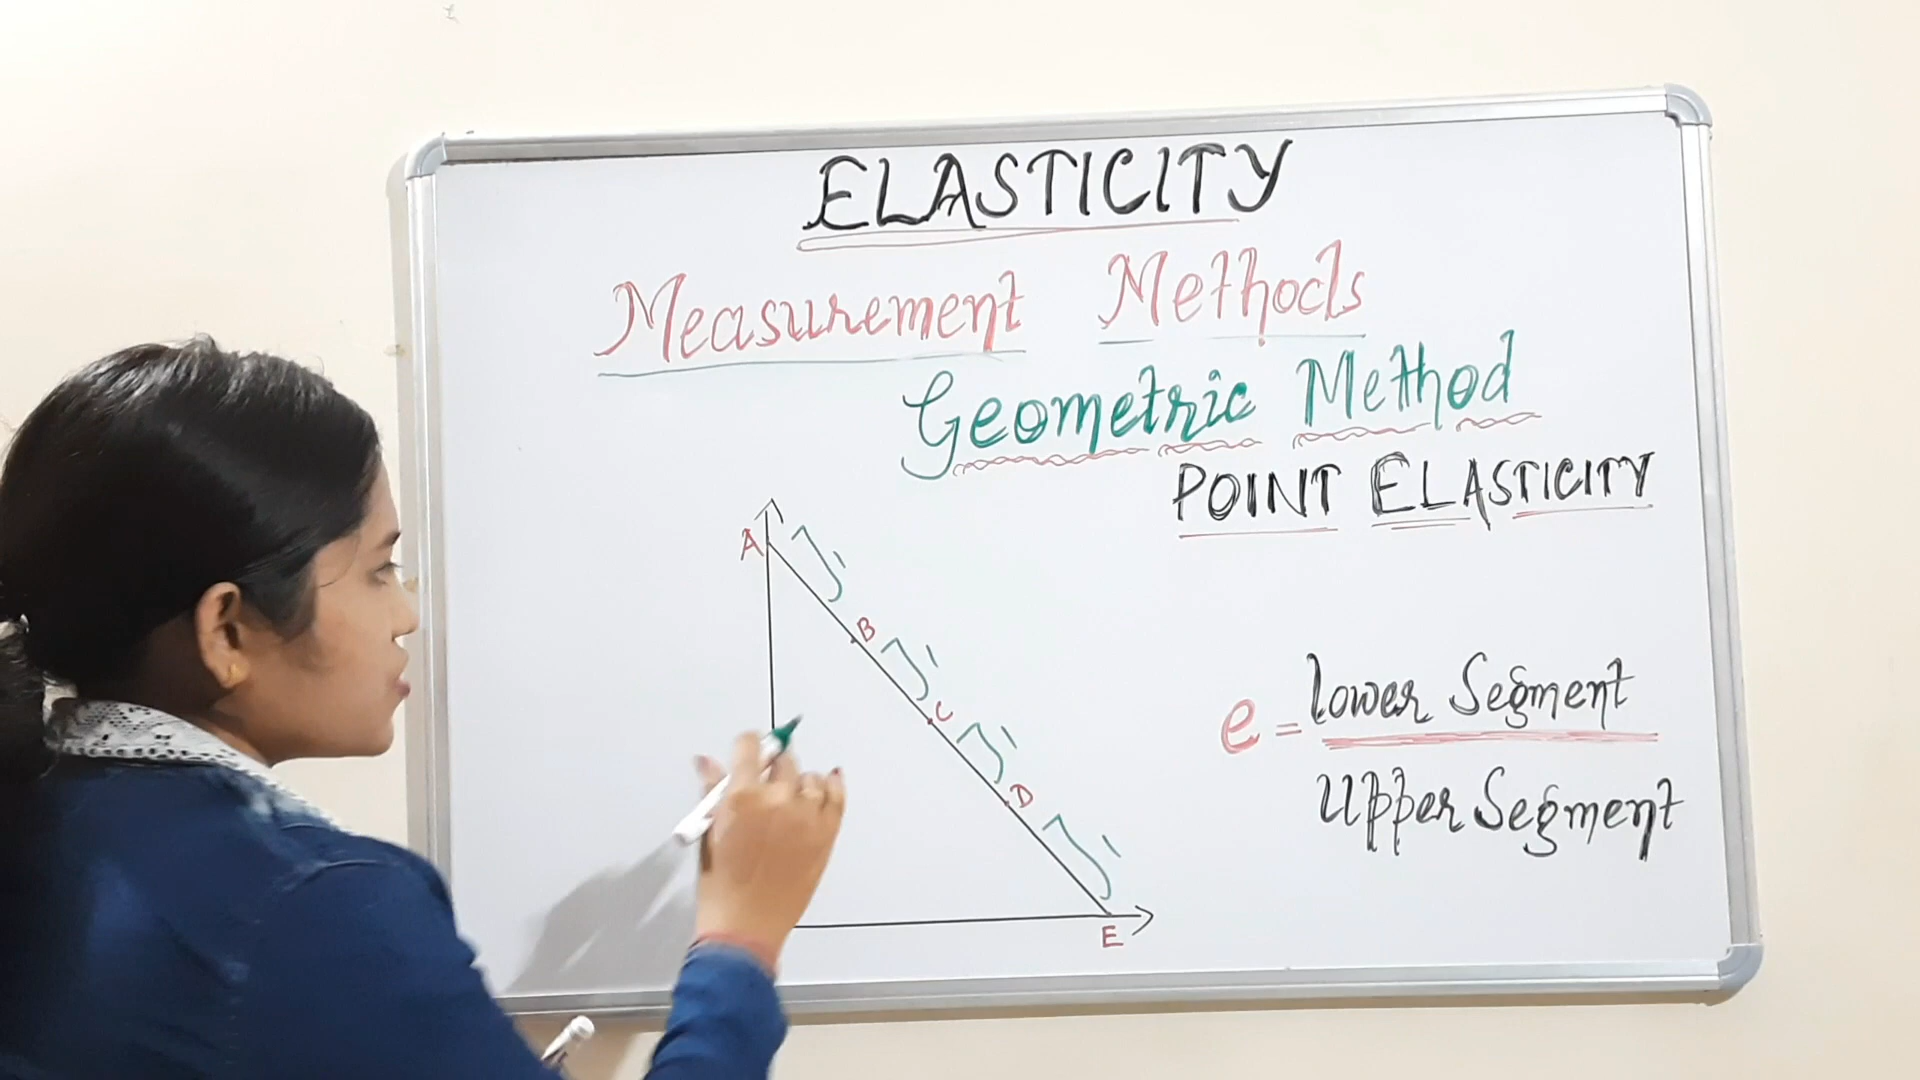 ELASTICITY
Measurement Methods
Geometric Method
POINT ELASTICITY
A
B
C
D
E
e = Lower Segment
Upper Segment